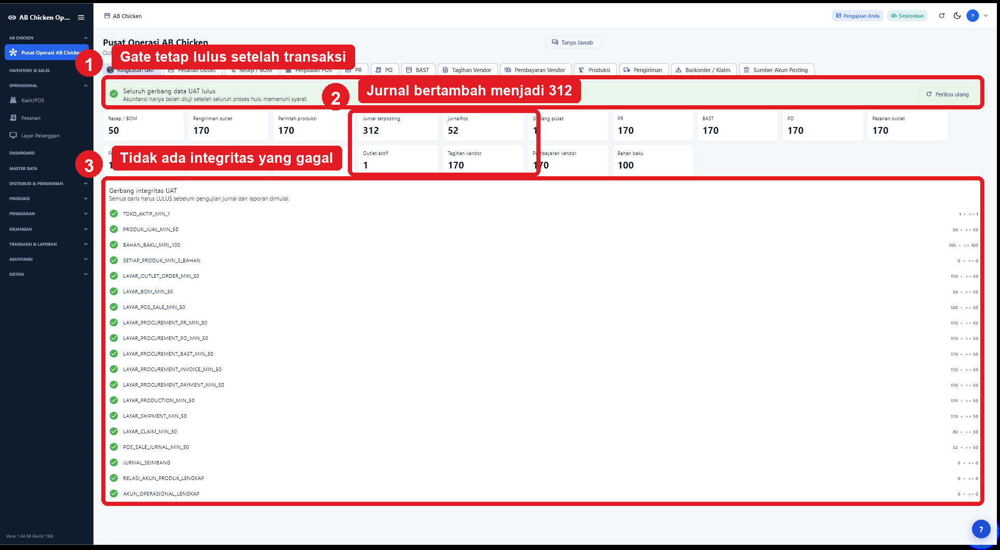 AB Chicken Op...
AB CHICKEN
Pusat Operasi AB Chicke
INVENTORY & SALES
OPERASIONAL
Kasir/POS
Pesanan
Layar Pelanggan
DASHBOARD
MASTER DATA
DISTRIBUSI & PENGIRIMAN
PRODUKSI
PENGADAAN
KEUANGAN
TRANSAKSI & LAPORAN
AKUNTANSI
SISTEM
Versi 1.34.30 (build 193)
AB Chicken
Pengajuan Anda
Sinkronkan
?
Pusat Operasi AB Chicken
Tanya Jawab
1
Gate tetap lulus setelah transaksi
Ringkasan UAT
Pesanan Outlet
Resep / BOM
Penjualan POS
PR
PO
BAST
Tagihan Vendor
Pembayaran Vendor
Produksi
Pengiriman
Backorder / Klaim
Sumber Akun Posting
Seluruh gerbang data UAT lulus
Akuntansi hanya boleh diuji setelah seluruh proses hulu memenuhi syarat.
2
Jurnal bertambah menjadi 312
Periksa ulang
Resep / BOM
50
Pengiriman outlet
170
Perintah produksi
170
Jurnal terposting
312
jurnalPos
52
Gudang pusat
1
PR
170
BAST
170
PO
170
Pesanan outlet
170
3
Tidak ada integritas yang gagal
Outlet aktif
1
Tagihan vendor
170
Pembayaran vendor
170
Bahan baku
100
Gerbang integritas UAT
Semua baris harus LULUS sebelum pengujian jurnal dan laporan dimulai.
TOKO_AKTIF_MIN_1 1 • >= 1
PRODUK_JUAL_MIN_50 50 • >= 50
BAHAN_BAKU_MIN_100 100 • >= 100
SETIAP_PRODUK_MIN_3_BAHAN 0 • <= 0
LAYAR_OUTLET_ORDER_MIN_50 170 • >= 50
LAYAR_BOM_MIN_50 50 • >= 50
LAYAR_POS_SALE_MIN_50 120 • >= 50
LAYAR_PROCUREMENT_PR_MIN_50 170 • >= 50
LAYAR_PROCUREMENT_PO_MIN_50 170 • >= 50
LAYAR_PROCUREMENT_BAST_MIN_50 170 • >= 50
LAYAR_PROCUREMENT_INVOICE_MIN_50 170 • >= 50
LAYAR_PROCUREMENT_PAYMENT_MIN_50 170 • >= 50
LAYAR_PRODUCTION_MIN_50 170 • >= 50
LAYAR_SHIPMENT_MIN_50 170 • >= 50
LAYAR_CLAIM_MIN_50 80 • >= 50
POS_SALE_JURNAL_MIN_50 52 • >= 50
JURNAL_SEIMBANG 0 • <= 0
RELASI_AKUN_PRODUK_LENGKAP 0 • <= 0
AKUN_OPERASIONAL_LENGKAP 0 • <= 0
?